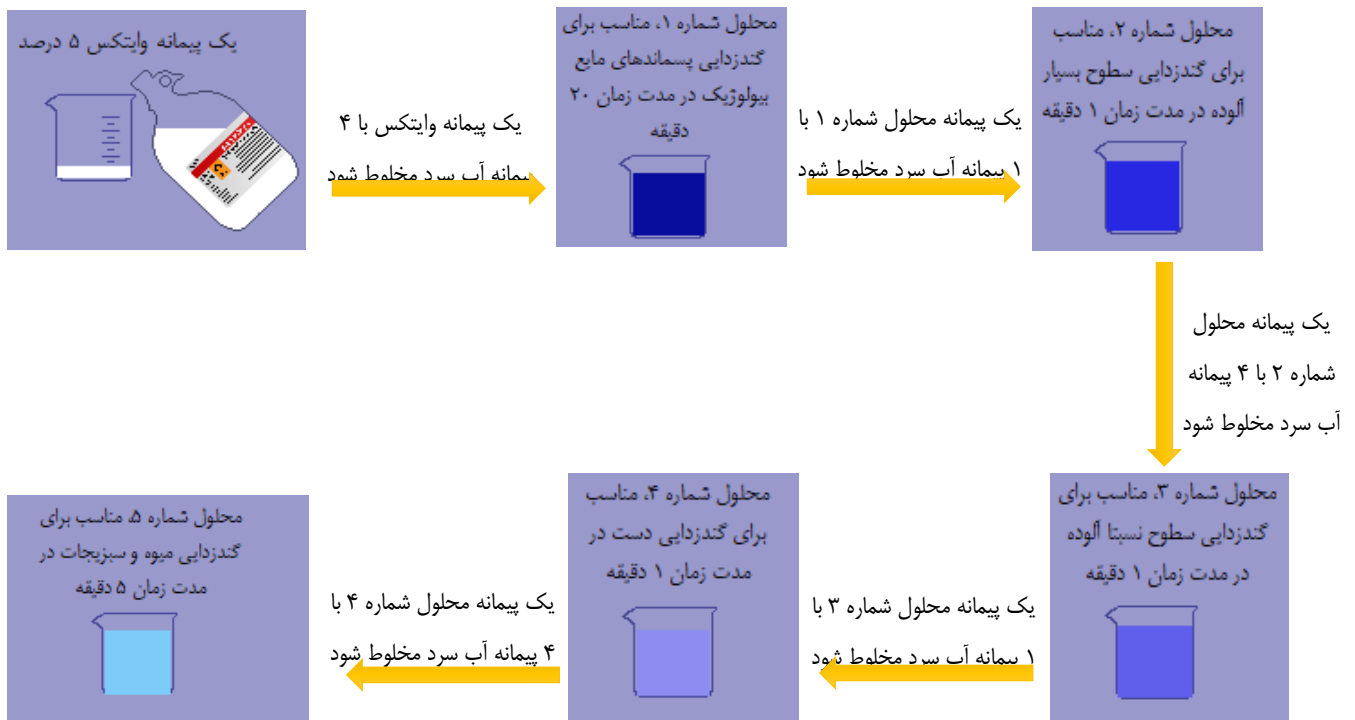 یک پیمانه وایتکس ۵ درصد
یک پیمانه وایتکس با ۴
پیمانه آب سرد مخلوط شود
محلول شماره ۱، مناسب برای
گندزدایی پسماندهای مایع
بیولوژیک در مدت زمان ۲۰
دقیقه
یک پیمانه محلول شماره ۱ با
۱ پیمانه آب سرد مخلوط شود
محلول شماره ۲، مناسب
برای گندزدایی سطوح بسیار
آلوده در مدت زمان ۱ دقیقه
یک پیمانه محلول
شماره ۲ با ۴ پیمانه
آب سرد مخلوط شود
محلول شماره ۳، مناسب برای
گندزدایی سطوح نسبتا آلوده
در مدت زمان ۱ دقیقه
یک پیمانه محلول شماره ۳ با
۱ پیمانه آب سرد مخلوط شود
محلول شماره ۴، مناسب
برای گندزدایی دست در
مدت زمان ۱ دقیقه
یک پیمانه محلول شماره ۴ با
۴ پیمانه آب سرد مخلوط شود
محلول شماره ۵، مناسب برای
گندزدایی میوه و سبزیجات در
مدت زمان ۵ دقیقه